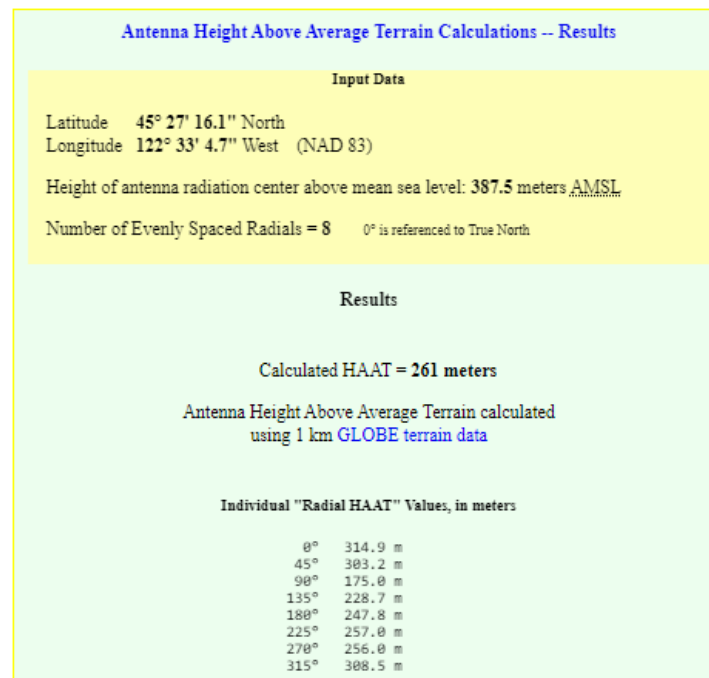 Antenna Height Above Average Terrain Calculations -- Results
Input Data
Latitude 45° 27' 16.1" North
Longitude 122° 33' 4.7" West (NAD 83)
Height of antenna radiation center above mean sea level: 387.5 meters AMSL
Number of Evenly Spaced Radials = 8 0° is referenced to True North
Results
Calculated HAAT = 261 meters
Antenna Height Above Average Terrain calculated
using 1 km GLOBE terrain data
Individual "Radial HAAT" Values, in meters
0° 314.9 m
45° 303.2 m
90° 175.0 m
135° 228.7 m
180° 247.8 m
225° 257.0 m
270° 256.0 m
315° 308.5 m